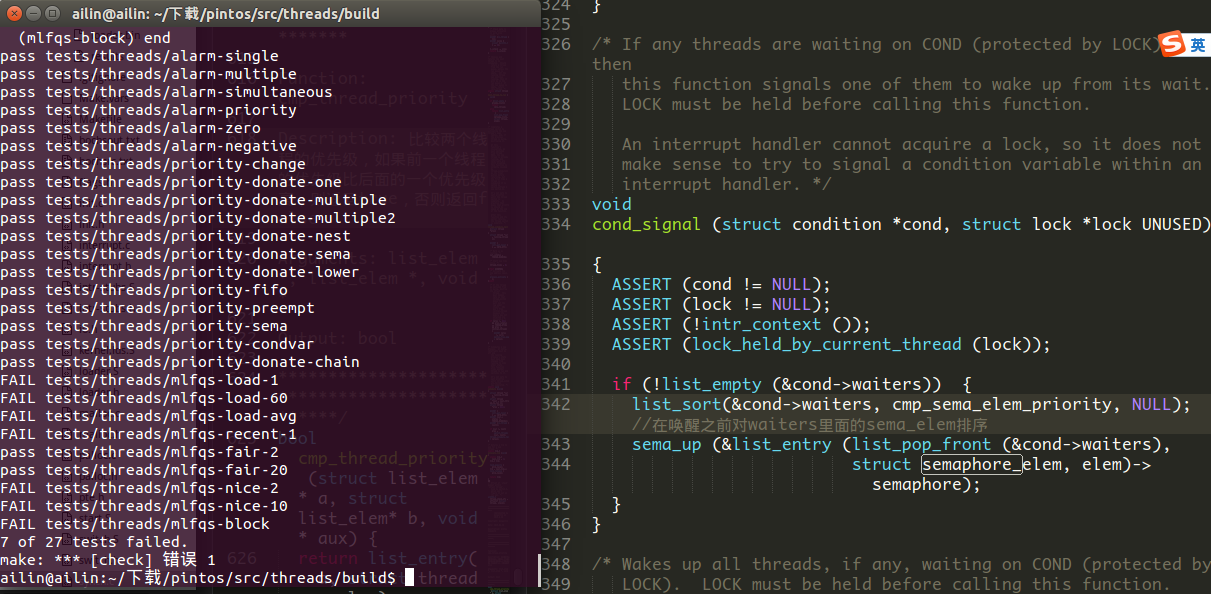 ailin@ailin: ~/下载/pintos/src/threads/build
(mlfqs-block) end
pass tests/threads/alarm-single
pass tests/threads/alarm-multiple
pass tests/threads/alarm-simultaneous
pass tests/threads/alarm-priority
pass tests/threads/alarm-zero
pass tests/threads/alarm-negative
pass tests/threads/priority-change
pass tests/threads/priority-donate-one
pass tests/threads/priority-donate-multiple
pass tests/threads/priority-donate-multiple2
pass tests/threads/priority-donate-nest
pass tests/threads/priority-donate-sema
pass tests/threads/priority-donate-lower
pass tests/threads/priority-fifo
pass tests/threads/priority-preempt
pass tests/threads/priority-sema
pass tests/threads/priority-condvar
pass tests/threads/priority-donate-chain
FAIL tests/threads/mlfqs-load-1
FAIL tests/threads/mlfqs-load-60
FAIL tests/threads/mlfqs-load-avg
FAIL tests/threads/mlfqs-recent-1
pass tests/threads/mlfqs-fair-2
pass tests/threads/mlfqs-fair-20
FAIL tests/threads/mlfqs-nice-2
FAIL tests/threads/mlfqs-nice-10
FAIL tests/threads/mlfqs-block
7 of 27 tests failed.
make: *** [check] 错误 1
ailin@ailin:~/下载/pintos/src/threads/build$
cmp_thread_priority
(struct list_elem
* a, struct
list_elem* b, void
* aux) {
626 return list_entry(
thread
324 }
325
326 /* If any threads are waiting on COND (protected by LOCK)
then
327 this function signals one of them to wake up from its wait.
328 LOCK must be held before calling this function.
329
330 An interrupt handler cannot acquire a lock, so it does not
331 make sense to try to signal a condition variable within an
332 interrupt handler. */
333 void
334 cond_signal (struct condition *cond, struct lock *lock UNUSED)
335 {
336 ASSERT (cond != NULL);
337 ASSERT (lock != NULL);
338 ASSERT (!intr_context ());
339 ASSERT (lock_held_by_current_thread (lock));
340
341 if (!list_empty (&cond->waiters)) {
342 list_sort(&cond->waiters, cmp_sema_elem_priority, NULL);
//在唤醒之前对waiters里面的sema_elem排序
343 sema_up (&list_entry (list_pop_front (&cond->waiters),
344 struct semaphore_elem, elem)->
semaphore);
345 }
346 }
347
348 /* Wakes up all threads, if any, waiting on COND (protected by
349 LOCK). LOCK must be held before calling this function.
S 英